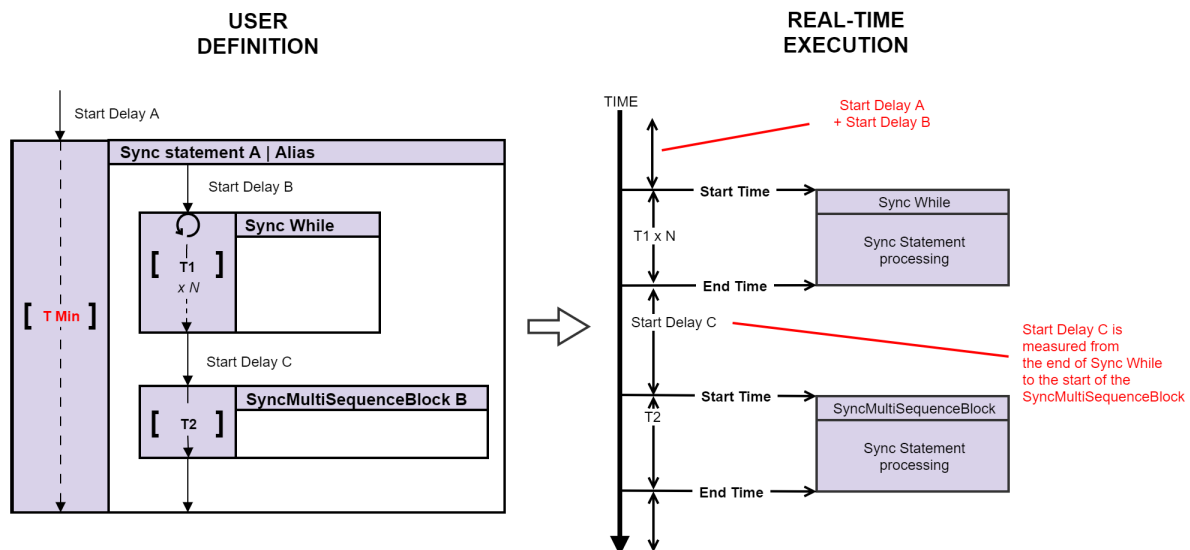 USER
DEFINITION
Start Delay A
Sync statement A | Alias
Start Delay B
Sync While
[ T1 ]
x N
[ T Min ]
Start Delay C
SyncMultiSequenceBlock B
[ T2 ]
REAL-TIME
EXECUTION
TIME
Start Delay A
+ Start Delay B
Start Time
Sync While
T1 x N
Sync Statement
processing
End Time
Start Delay C
Start Delay C is
measured from
the end of Sync While
to the start of the
SyncMultiSequenceBlock
Start Time
SyncMultiSequenceBlock
T2
Sync Statement
processing
End Time